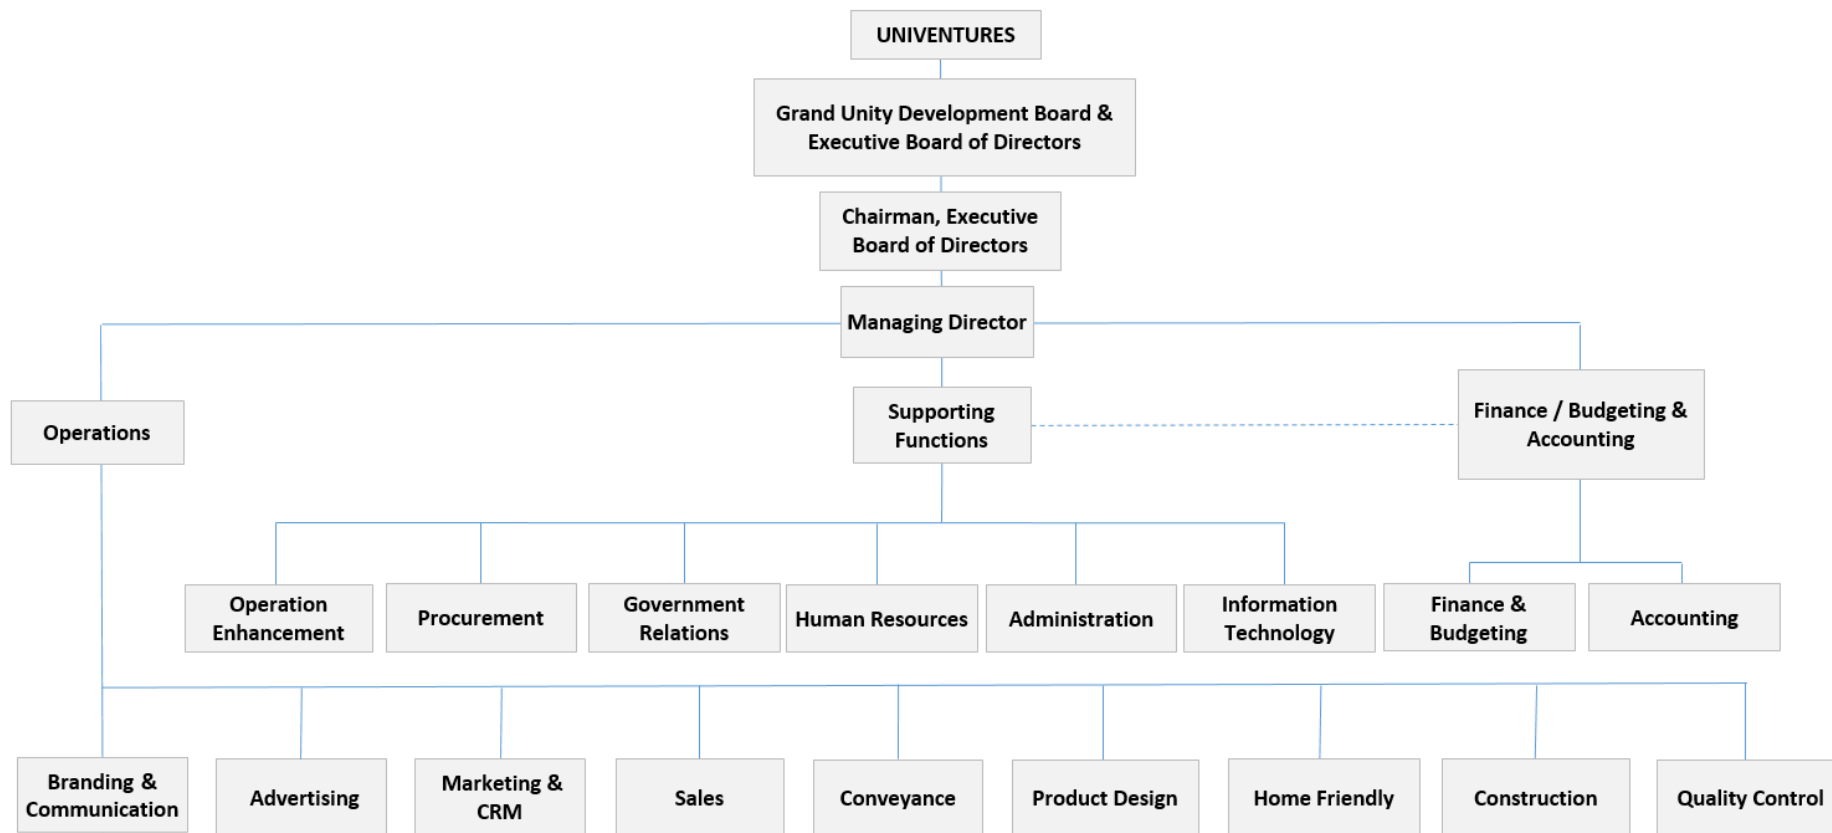 UNIVENTURES
Grand Unity Development Board &
Executive Board of Directors
Chairman, Executive
Board of Directors
Managing Director
Operations
Supporting
Functions
Finance / Budgeting &
Accounting
Operation
Enhancement
Procurement
Government
Relations
Human Resources
Administration
Information
Technology
Finance &
Budgeting
Accounting
Branding &
Communication
Advertising
Marketing &
CRM
Sales
Conveyance
Product Design
Home Friendly
Construction
Quality Control